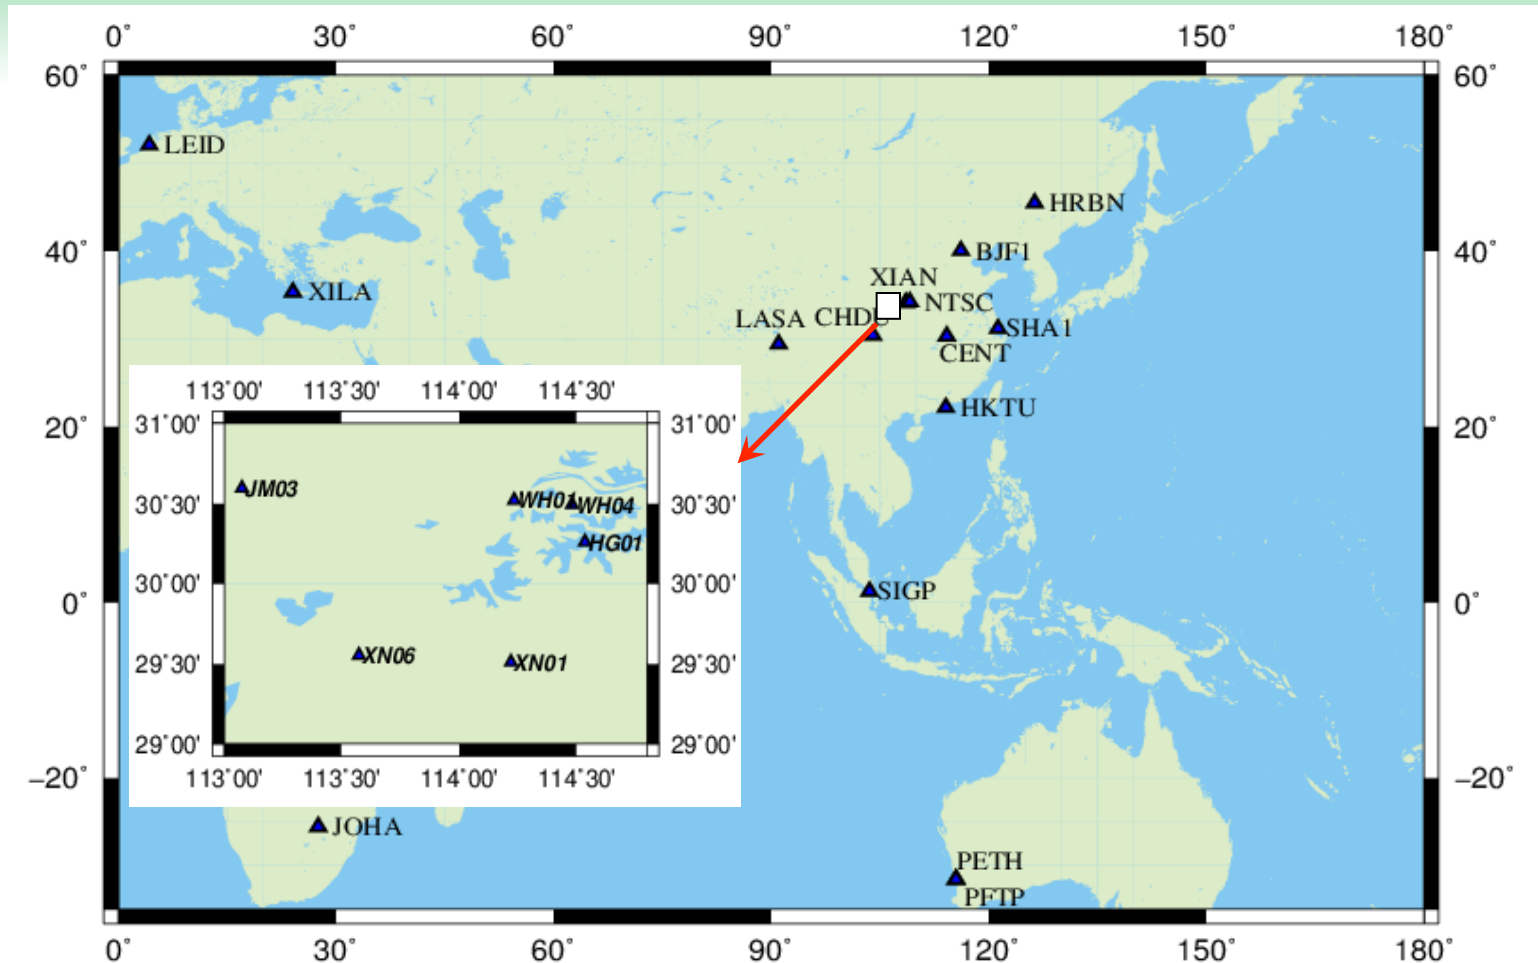 0° 30° 60° 90° 120° 150° 180°
60° 60°
LEID
HRBN
40° 40°
BJF1
XIAN
XILA
NTSC
LASA
CHDU
SHA1
CENT
HKTU
20° 20°
113°00' 113°30' 114°00' 114°30'
31°00' 31°00'
JM03
WH01
WH04
30°30' 30°30'
HG01
30°00' 30°00'
SIGP
0° 0°
XN06
XN01
29°30' 29°30'
29°00' 29°00'
113°00' 113°30' 114°00' 114°30'
−20° −20°
JOHA
PETH
PFTP
0° 30° 60° 90° 120° 150° 180°